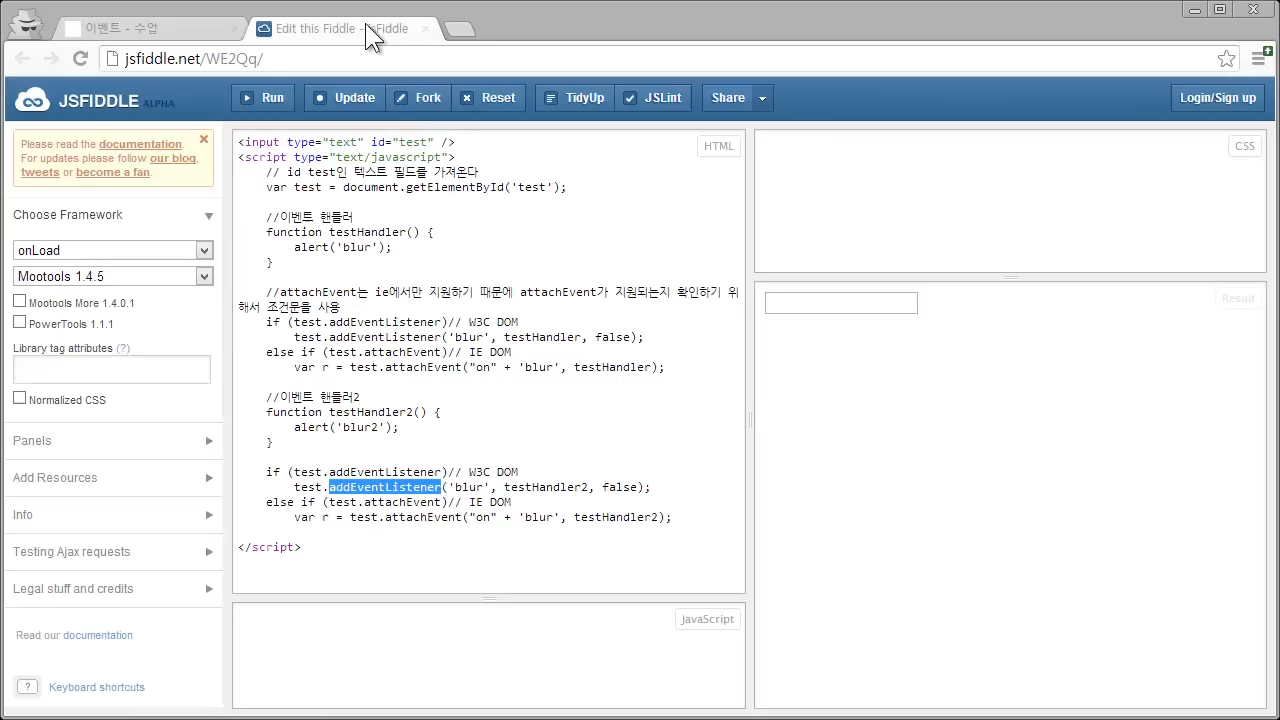 이벤트 - 수업
Edit this Fiddle - jsFiddle
jsfiddle.net/WE2Qq/
JSFIDDLE ALPHA
Run
Update
Fork
Reset
TidyUp
JSLint
Share
Login/Sign up
Please read the documentation.
For updates please follow our blog,
tweets or become a fan.
Choose Framework
onLoad
Mootools 1.4.5
Mootools More 1.4.0.1
PowerTools 1.1.1
Library tag attributes (?)
Normalized CSS
Panels
Add Resources
Info
Testing Ajax requests
Legal stuff and credits
Read our documentation
? Keyboard shortcuts
HTML
<input type="text" id="test" />
<script type="text/javascript">
// id test인 텍스트 필드를 가져온다
var test = document.getElementById('test');
//이벤트 핸들러
function testHandler() {
alert('blur');
}
//attachEvent는 ie에서만 지원하기 때문에 attachEvent가 지원되는지 확인하기 위
해서 조건문을 사용
if (test.addEventListener)// W3C DOM
test.addEventListener('blur', testHandler, false);
else if (test.attachEvent)// IE DOM
var r = test.attachEvent("on" + 'blur', testHandler);
//이벤트 핸들러2
function testHandler2() {
alert('blur2');
}
if (test.addEventListener)// W3C DOM
test.addEventListener('blur', testHandler2, false);
else if (test.attachEvent)// IE DOM
var r = test.attachEvent("on" + 'blur', testHandler2);
</script>
JavaScript
CSS
Result